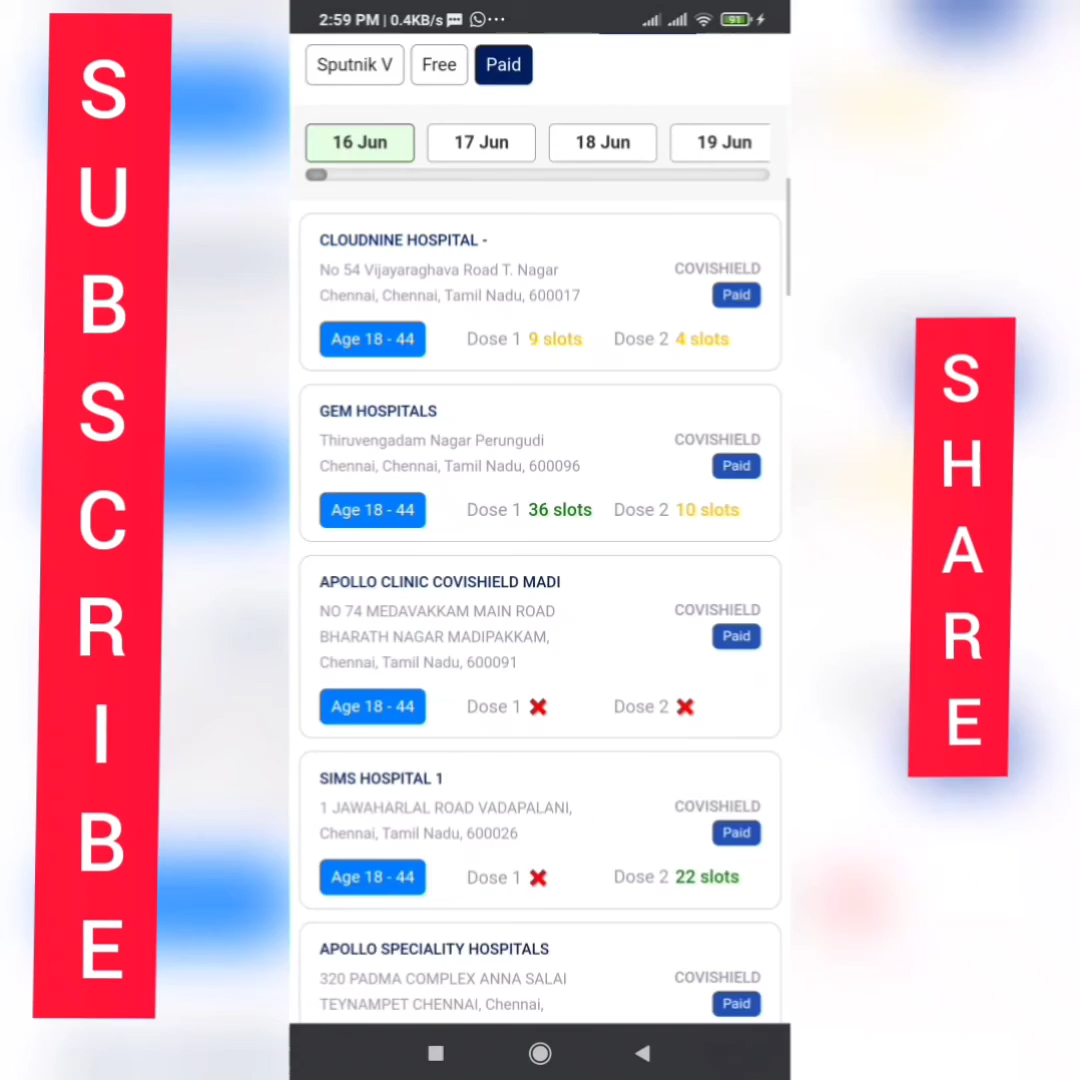 SUBSCRIBE
2:59 PM | 0.4KB/s
91
Sputnik V Free Paid
16 Jun 17 Jun 18 Jun 19 Jun
CLOUDNINE HOSPITAL -
No 54 Vijayaraghava Road T. Nagar COVISHIELD
Chennai, Chennai, Tamil Nadu, 600017 Paid
Age 18 - 44 Dose 1 9 slots Dose 2 4 slots
GEM HOSPITALS
Thiruvengadam Nagar Perungudi COVISHIELD
Chennai, Chennai, Tamil Nadu, 600096 Paid
Age 18 - 44 Dose 1 36 slots Dose 2 10 slots
APOLLO CLINIC COVISHIELD MADI
NO 74 MEDAVAKKAM MAIN ROAD COVISHIELD
BHARATH NAGAR MADIPAKKAM, Paid
Chennai, Tamil Nadu, 600091
Age 18 - 44 Dose 1 ❌ Dose 2 ❌
SIMS HOSPITAL 1
1 JAWAHARLAL ROAD VADAPALANI, COVISHIELD
Chennai, Tamil Nadu, 600026 Paid
Age 18 - 44 Dose 1 ❌ Dose 2 22 slots
APOLLO SPECIALITY HOSPITALS
320 PADMA COMPLEX ANNA SALAI COVISHIELD
TEYNAMPET CHENNAI, Chennai, Paid
SHARE